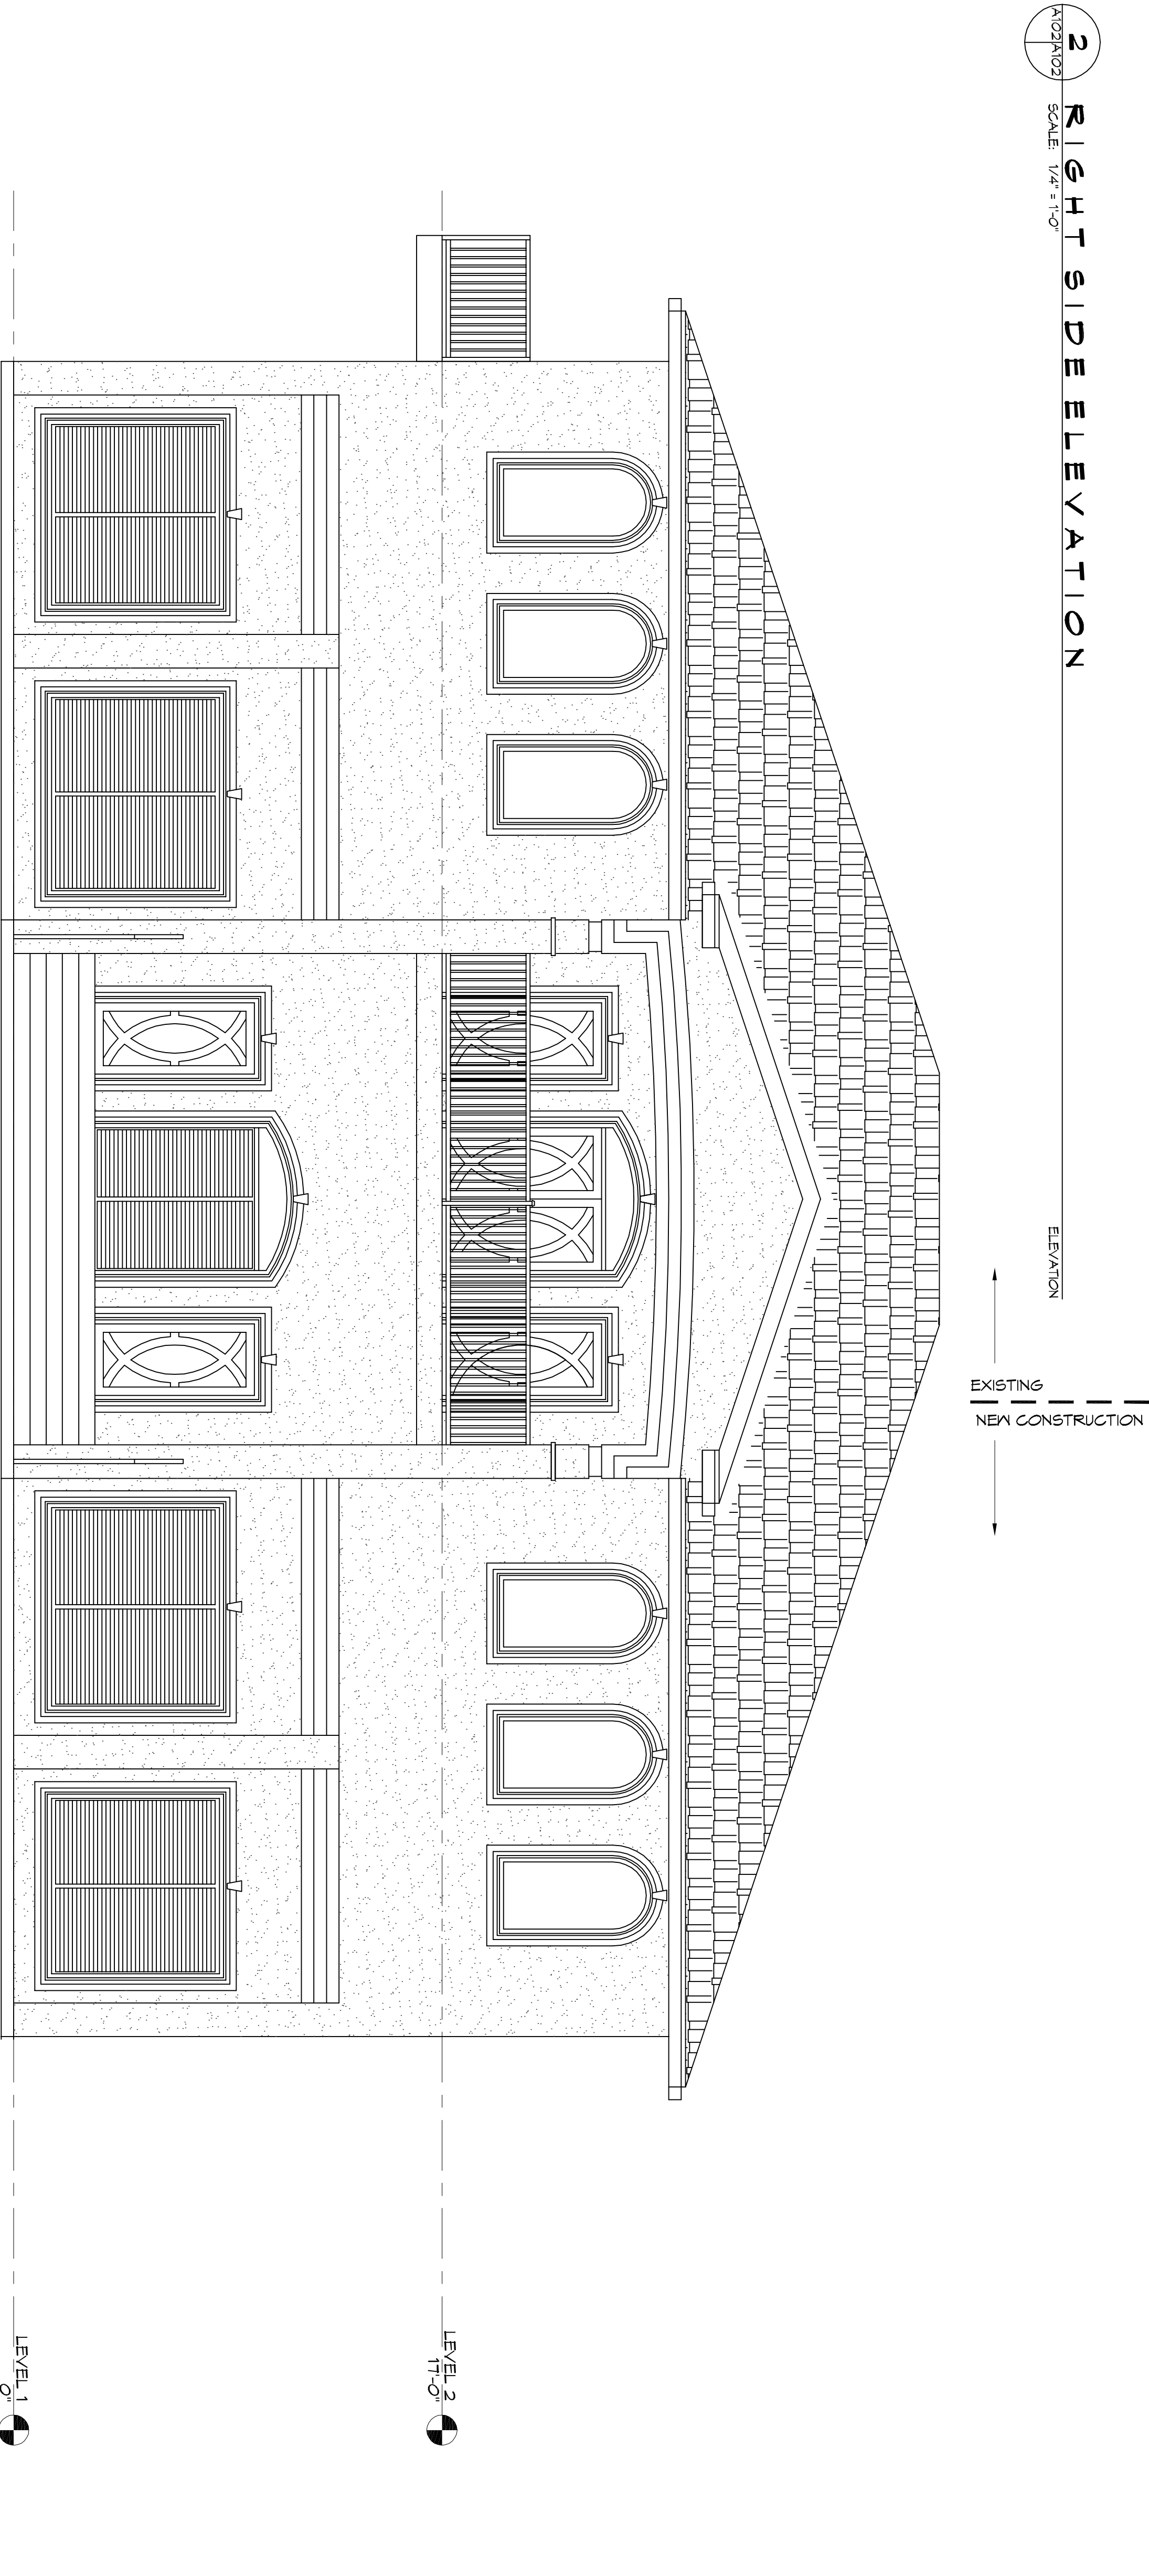 2
A102 A102
RIGHT SIDE ELEVATION
SCALE: 1/4" = 1'-0"
ELEVATION
EXISTING
NEW CONSTRUCTION
LEVEL 2
17'-0"
LEVEL 1
0"